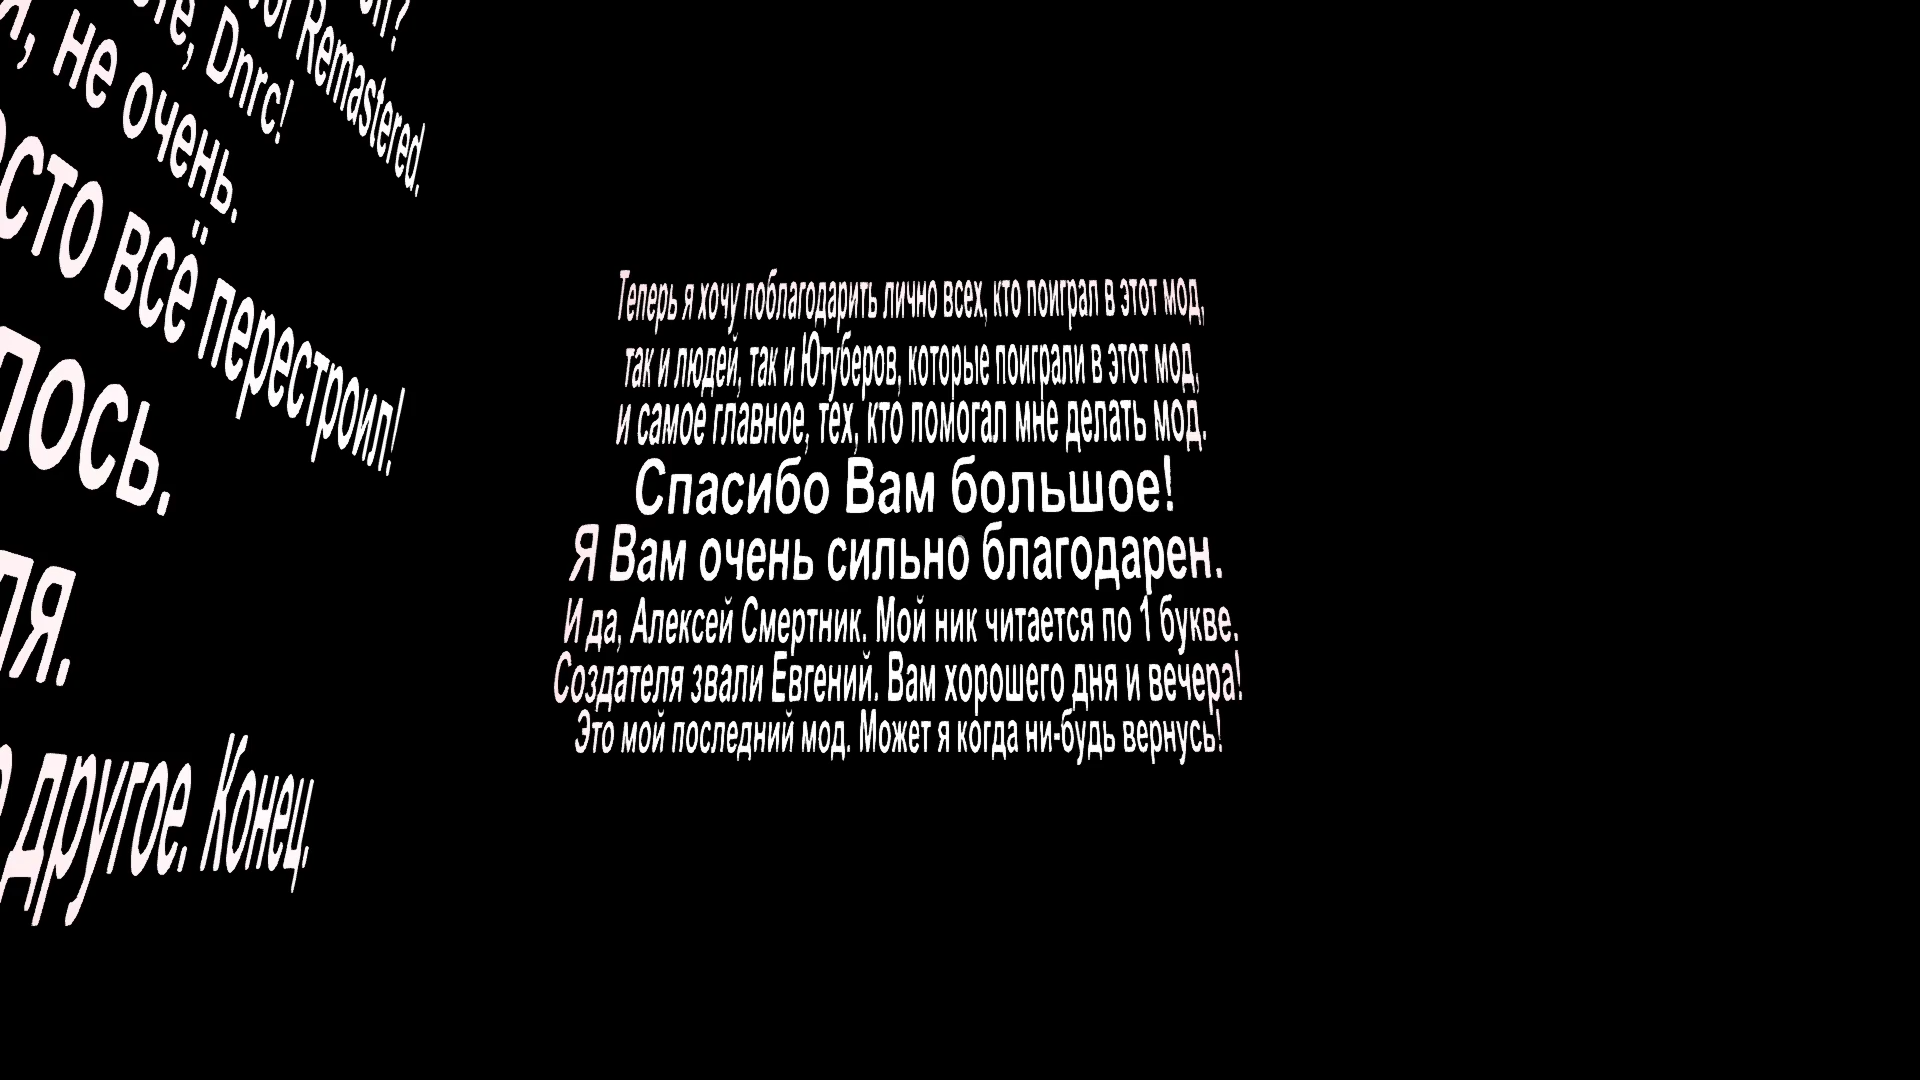 Remastered.
, Dnrc!
, не очень.
всё перестроил!
другое. Конец.
Теперь я хочу поблагодарить лично всех, кто поиграл в этот мод,
так и людей, так и Ютуберов, которые поиграли в этот мод,
и самое главное, тех, кто помогал мне делать мод.
Спасибо Вам большое!
Я Вам очень сильно благодарен.
И да, Алексей Смертник. Мой ник читается по 1 букве.
Создателя звали Евгений. Вам хорошего дня и вечера!
Это мой последний мод. Может я когда ни-будь вернусь!